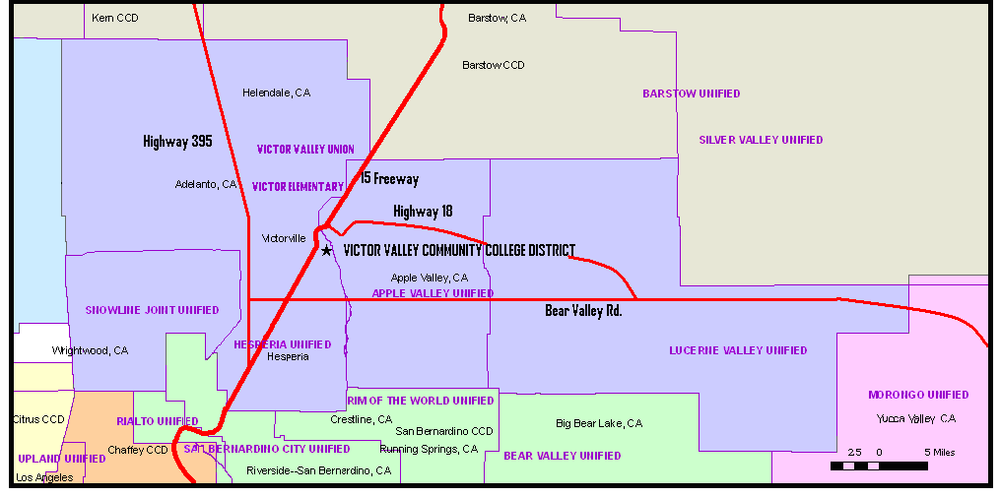 Kern CCD
Barstow, CA
Barstow CCD
Helendale, CA
BARSTOW UNIFIED
Highway 395
SILVER VALLEY UNIFIED
VICTOR VALLEY UNION
Adelanto, CA
VICTOR ELEMENTARY
15 Freeway
Highway 18
Victorville
★ VICTOR VALLEY COMMUNITY COLLEGE DISTRICT
Apple Valley, CA
APPLE VALLEY UNIFIED
SNOWLINE JOINT UNIFIED
Bear Valley Rd.
HESPERIA UNIFIED
Wrightwood, CA
Hesperia
LUCERNE VALLEY UNIFIED
RIM OF THE WORLD UNIFIED
MORONGO UNIFIED
Citrus CCD
RIALTO UNIFIED
Crestline, CA
Big Bear Lake, CA
Yucca Valley CA
San Bernardino CCD
Chaffey CCD
SAN BERNARDINO CITY UNIFIED
Running Springs, CA
BEAR VALLEY UNIFIED
2.5 0 5 Miles
UPLAND UNIFIED
Riverside--San Bernardino, CA
Los Angeles